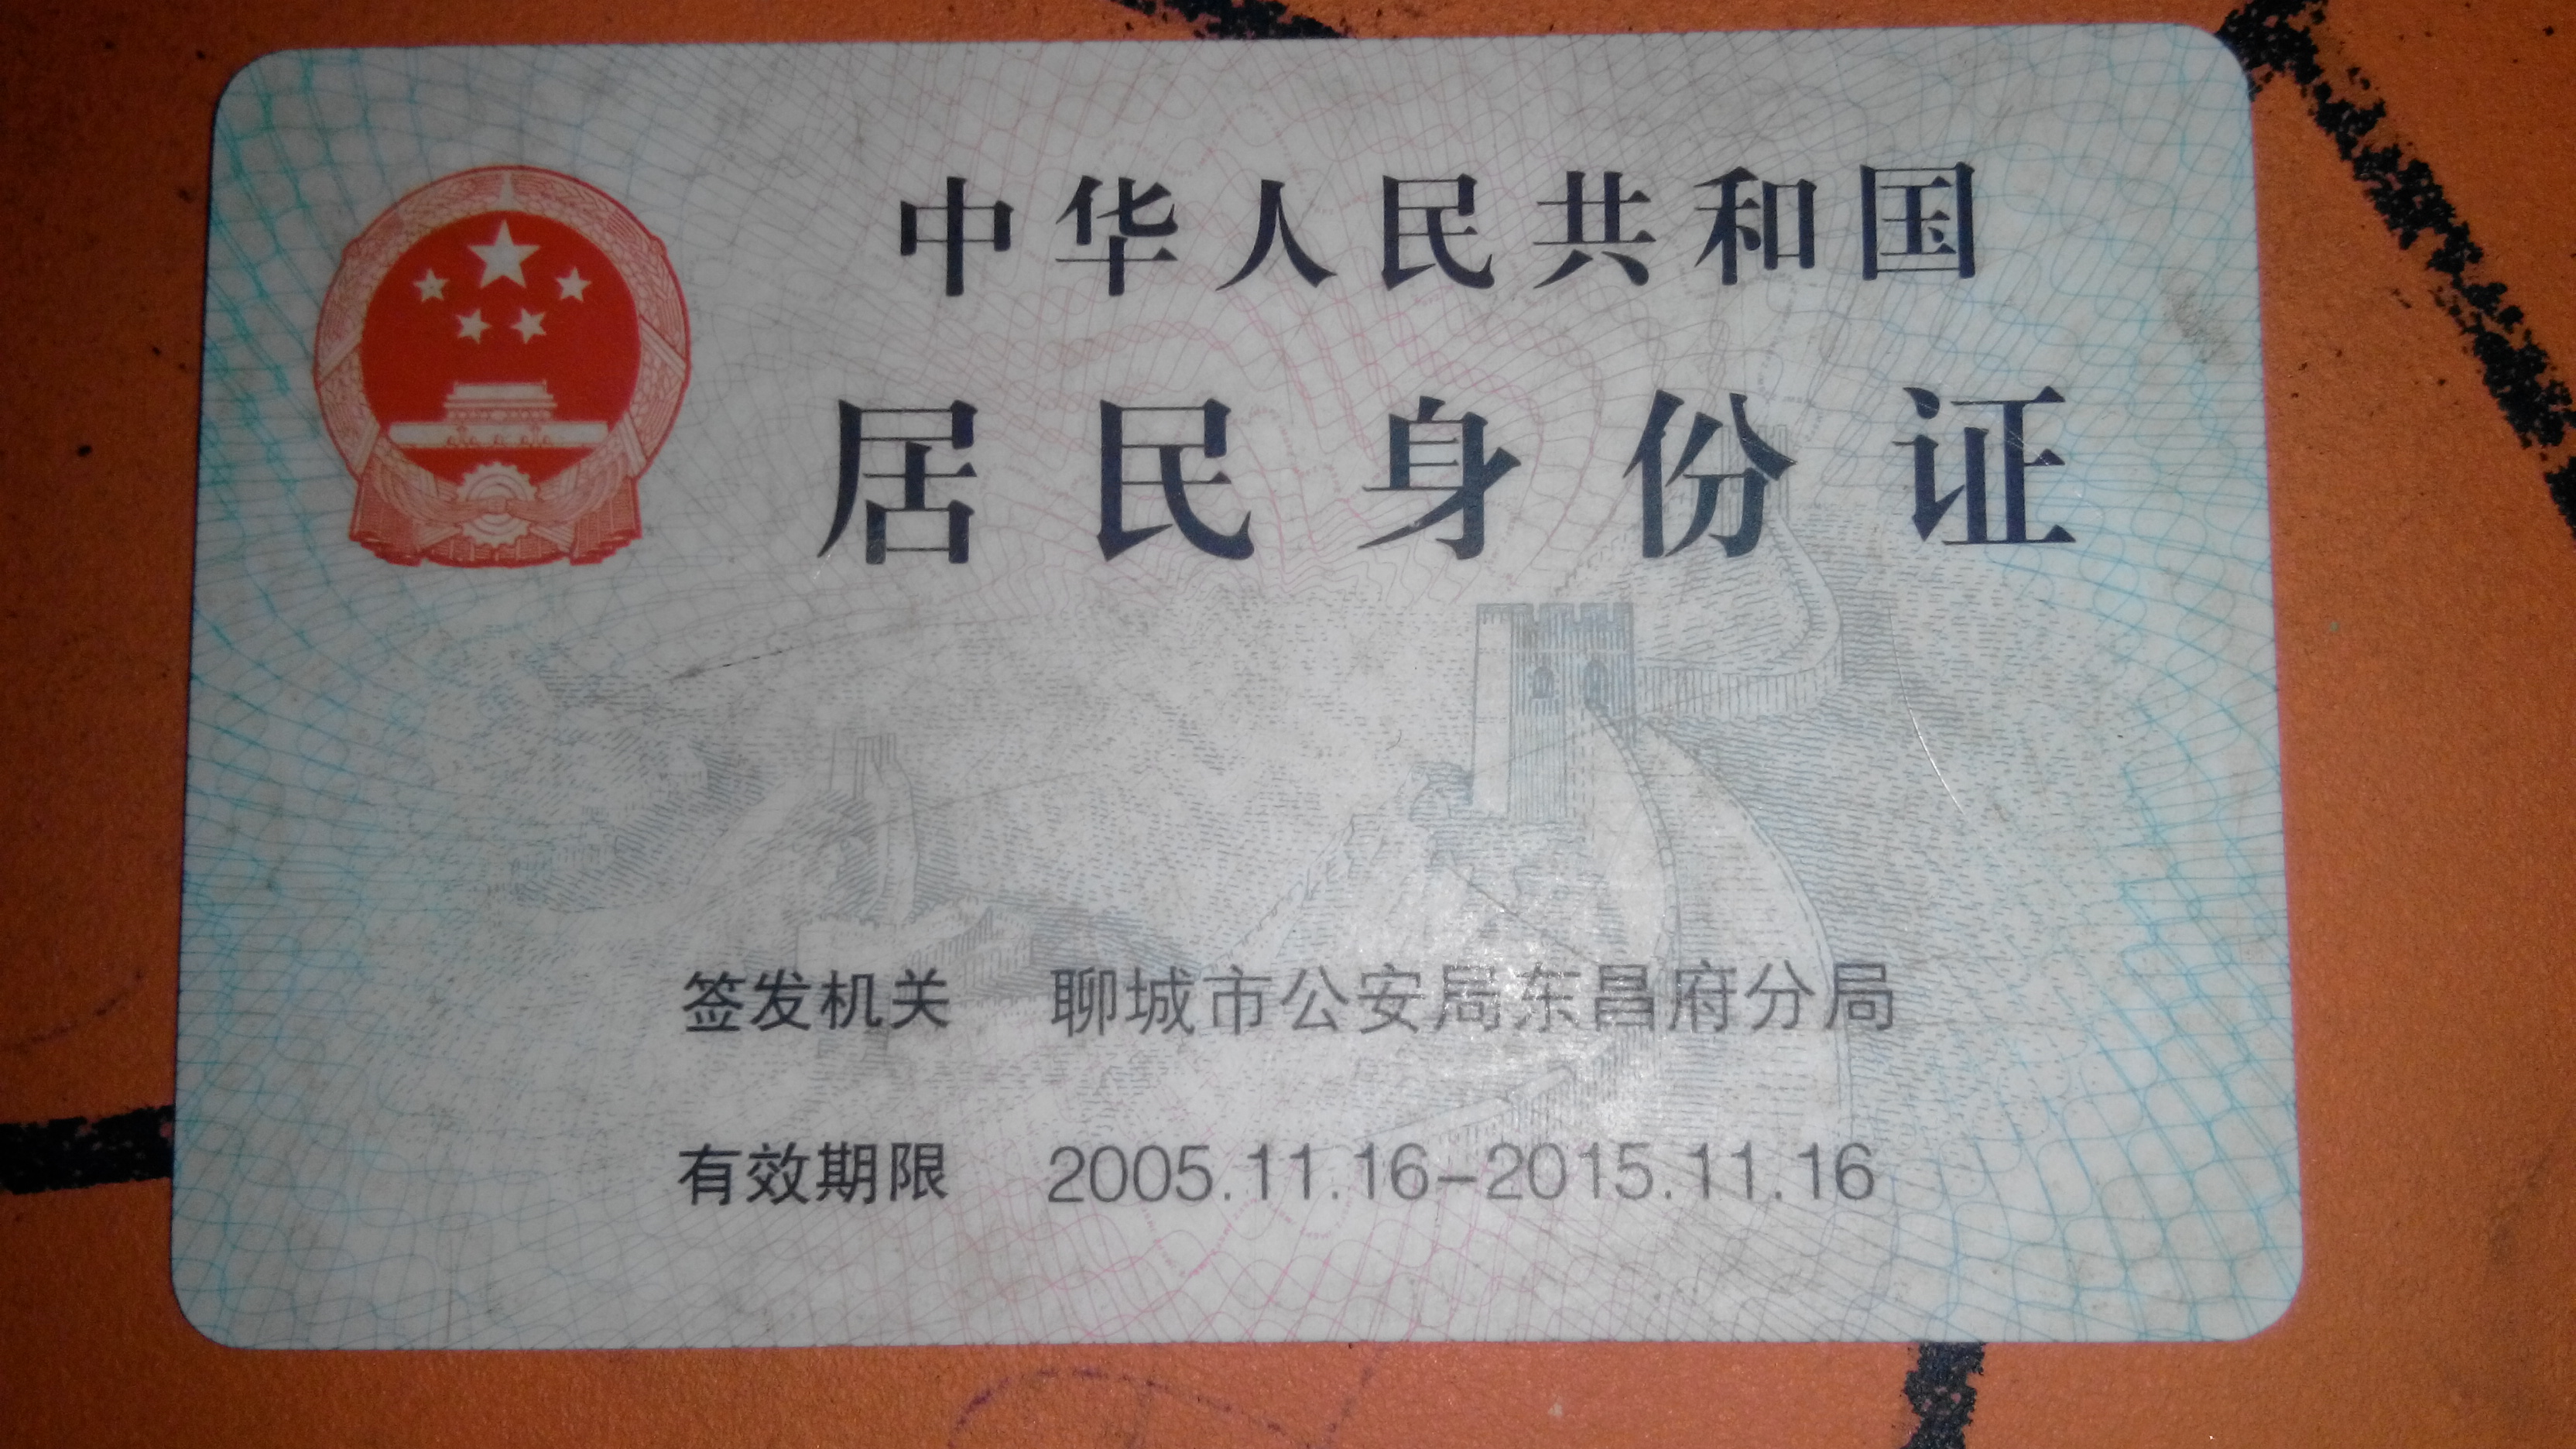 中华人民共和国
居民身份证
签发机关 聊城市公安局东昌府分局
有效期限 2005.11.16-2015.11.16